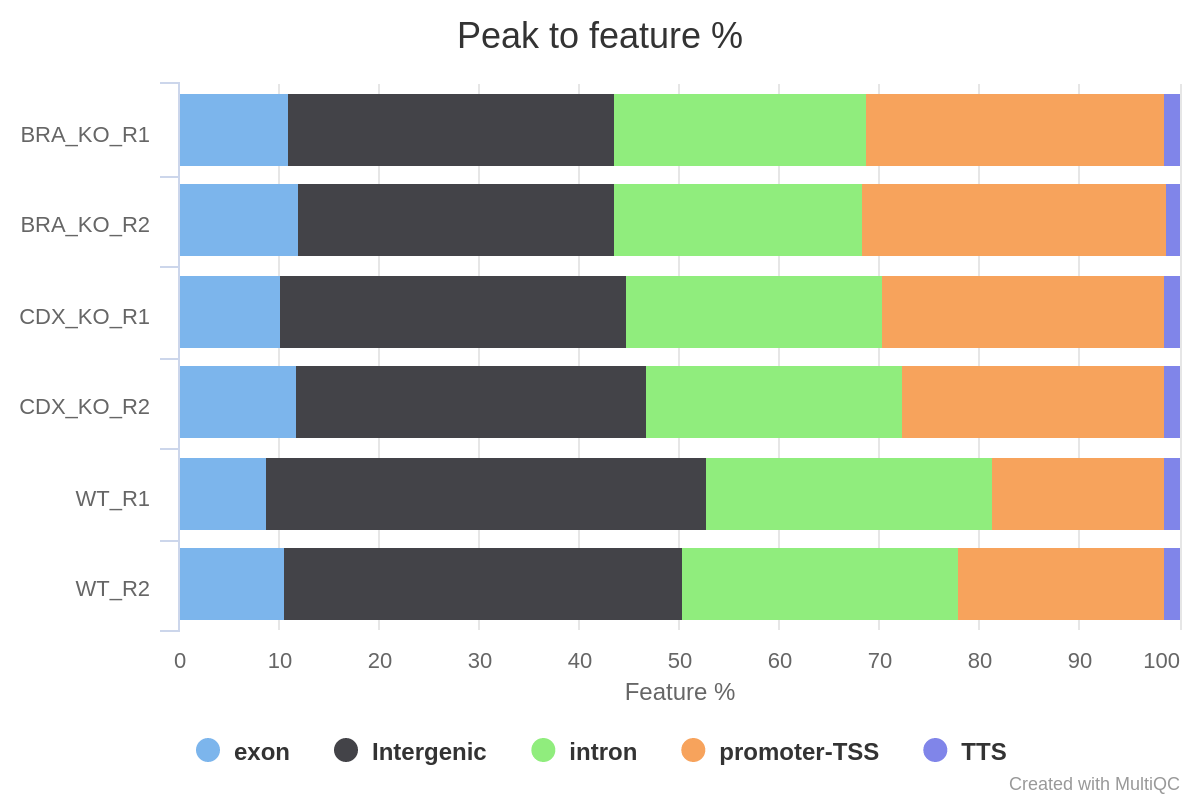 Peak to feature %
BRA_KO_R1
BRA_KO_R2
CDX_KO_R1
CDX_KO_R2
WT_R1
WT_R2
0 10 20 30 40 50 60 70 80 90 100
Feature %
exon Intergenic intron promoter-TSS TTS
Created with MultiQC